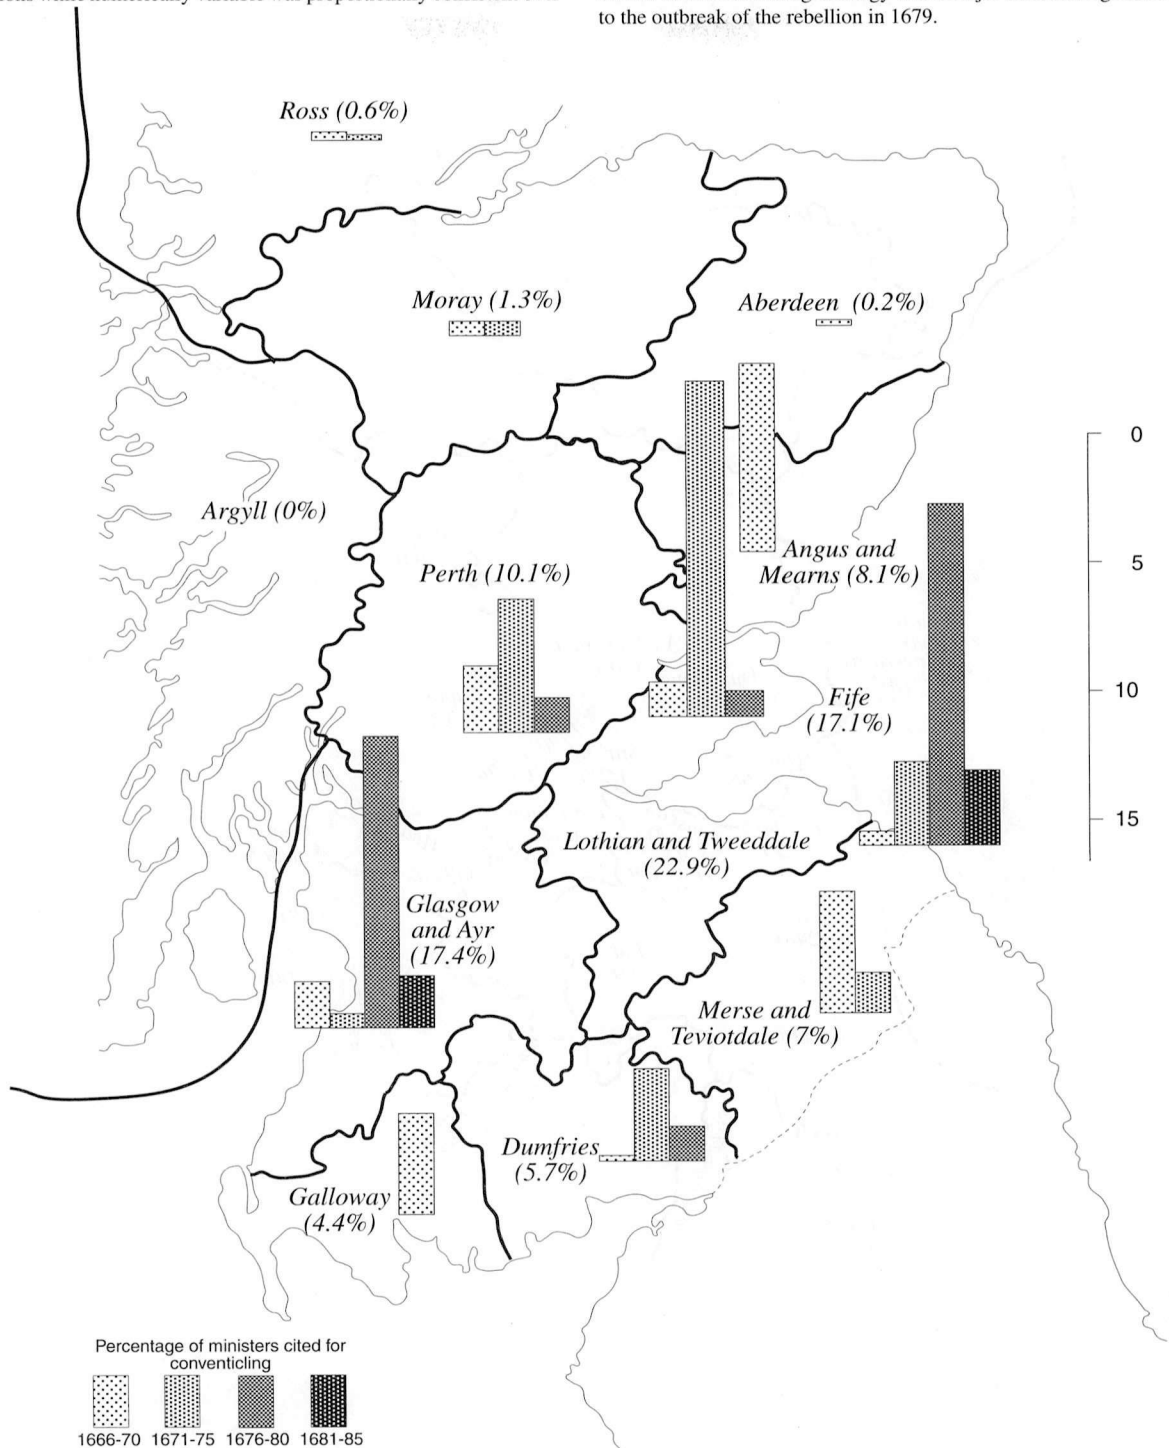 to the outbreak of the rebellion in 1679.
Ross (0.6%)
Moray (1.3%)
Aberdeen (0.2%)
0
Argyll (0%)
Perth (10.1%)
Angus and
Mearns (8.1%)
5
Fife
(17.1%)
10
Lothian and Tweeddale
(22.9%)
15
Glasgow
and Ayr
(17.4%)
Merse and
Teviotdale (7%)
Dumfries
(5.7%)
Galloway
(4.4%)
Percentage of ministers cited for
conventicling
1666-70 1671-75 1676-80 1681-85